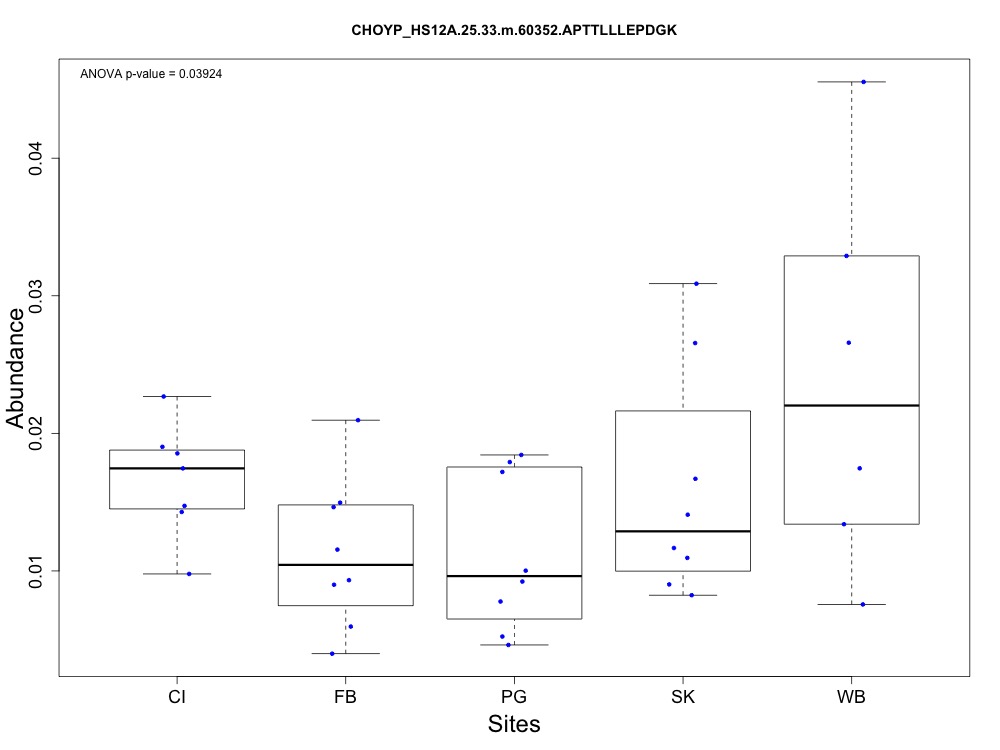 CHOYP_HS12A.25.33.m.60352.APTTLLLEPDGK
ANOVA p-value = 0.03924
Abundance
0.04
0.03
0.02
0.01
CI FB PG SK WB
Sites